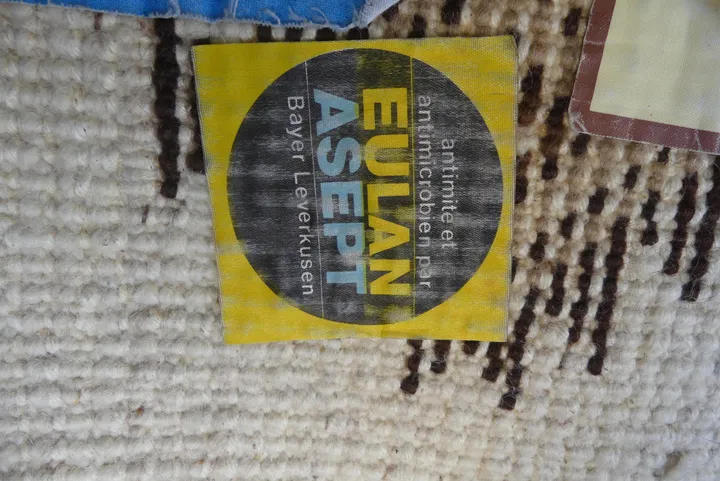 antimite et
antimicrobien par
EULAN
ASEPT
Bayer Leverkusen